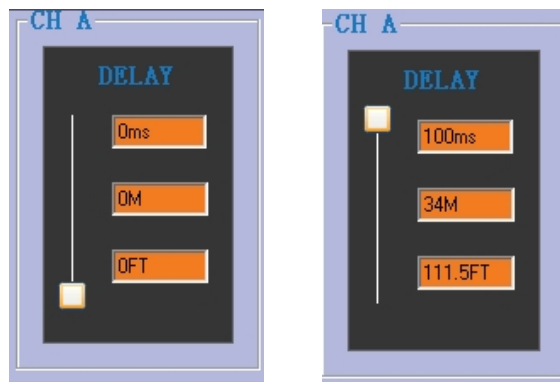 CH A
DELAY
0ms
0M
0FT
CH A
DELAY
100ms
34M
111.5FT